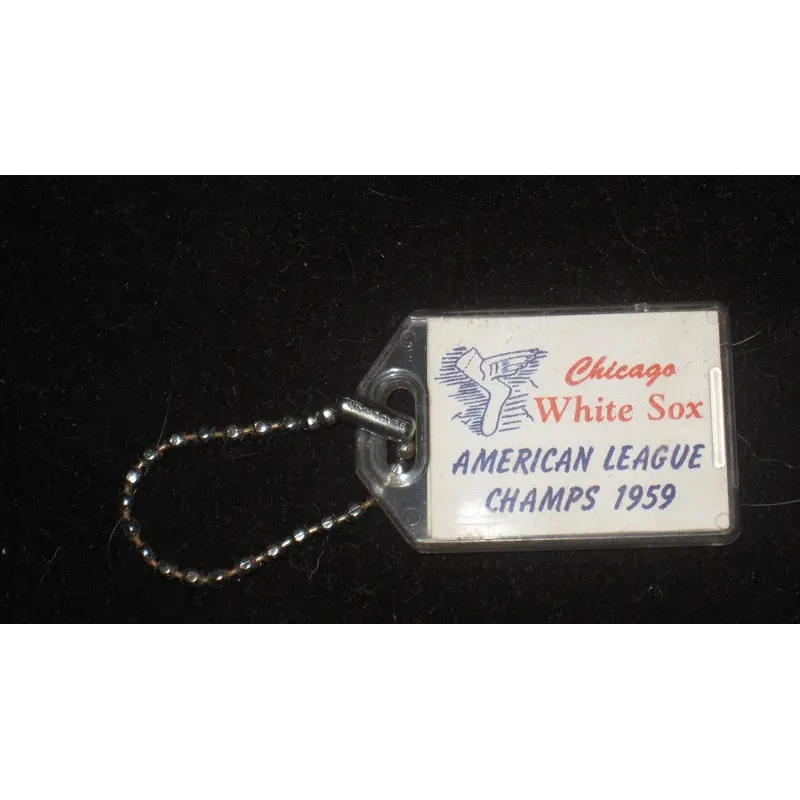 Chicago
White Sox
AMERICAN LEAGUE
CHAMPS 1959